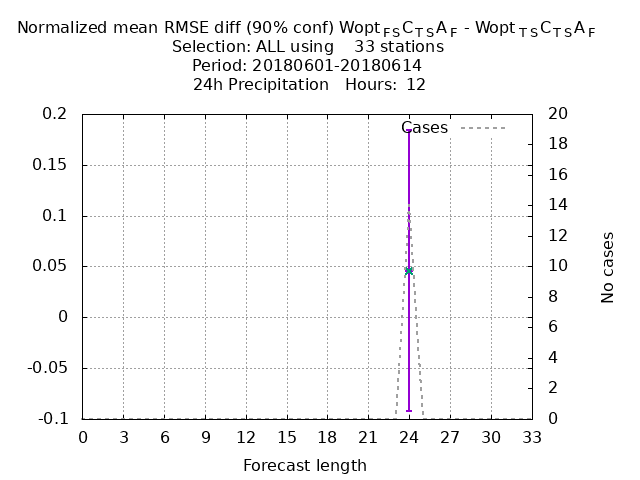 Normalized mean RMSE diff (90% conf) Wopt FS C TS A F - Wopt TS C TS A F
Selection: ALL using 33 stations
Period: 20180601-20180614
24h Precipitation Hours: 12
Cases
0.2
0.15
0.1
0.05
0
-0.05
-0.1
20
18
16
14
12
10
8
6
4
2
0
No cases
0 3 6 9 12 15 18 21 24 27 30 33
Forecast length